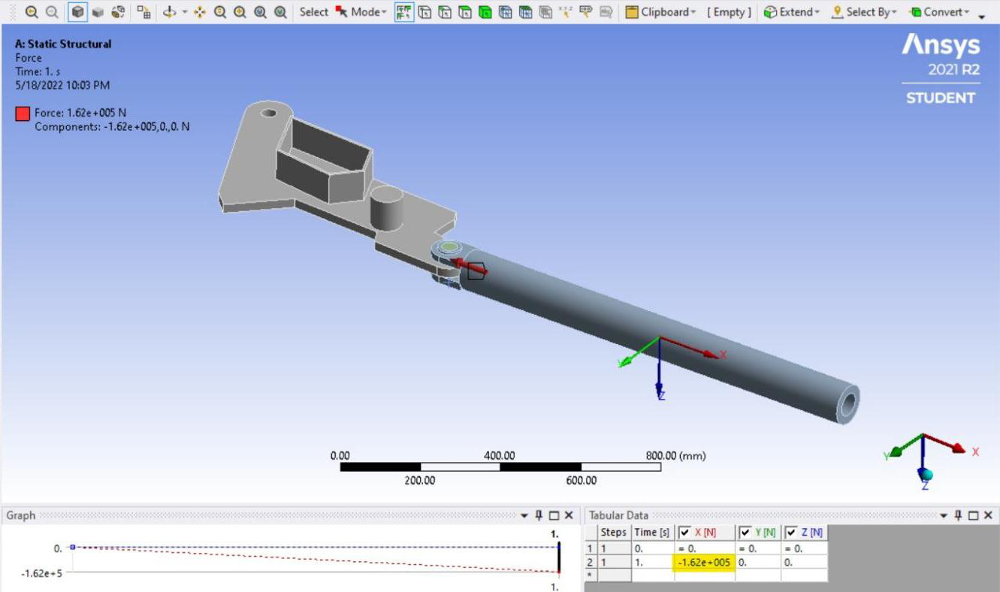 Select Mode Clipboard [ Empty ] Extend Select By Convert
A: Static Structural
Force
Time: 1. s
5/18/2022 10:03 PM
Force: 1.62e+005 N
Components: -1.62e+005,0.,0. N
Ansys
2021 R2
STUDENT
Y
X
Z
0.00 400.00 800.00 (mm)
200.00 600.00
Y
X
Z
Graph
1.
0.
-1.62e+5
1.
Tabular Data
Steps Time [s] X [N] Y [N] Z [N]
1 1 0. = 0. = 0. = 0.
2 1 1. -1.62e+005 0. 0.
*